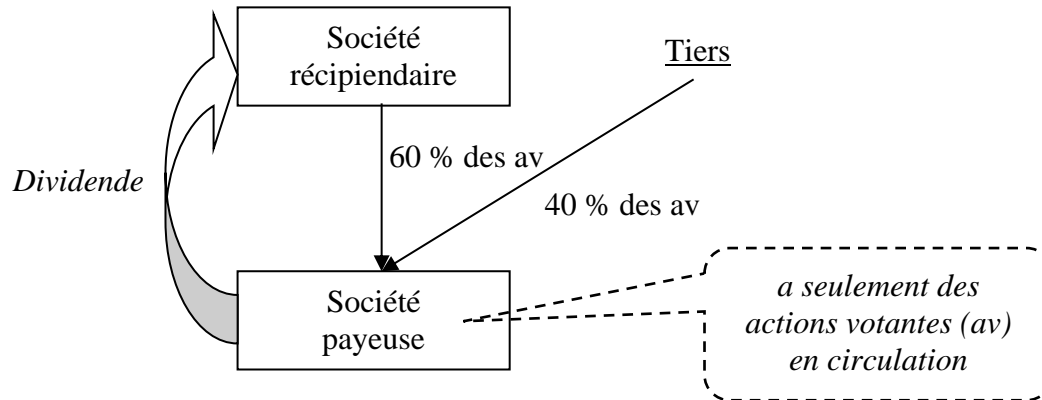 Société
récipiendaire
Tiers
60 % des av
Dividende
40 % des av
Société
payeuse
a seulement des
actions votantes (av)
en circulation